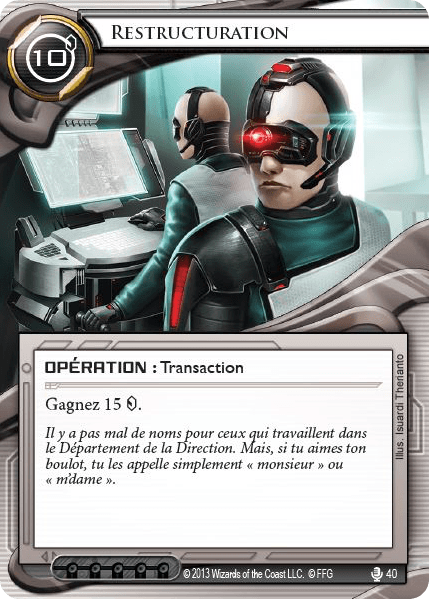 RESTRUCTURATION
10
OPÉRATION : Transaction
Gagnez 15 .
Il y a pas mal de noms pour ceux qui travaillent dans
le Département de la Direction. Mais, si tu aimes ton
boulot, tu les appelle simplement « monsieur » ou
« m'dame ».
Illus. Isuardi Therianto
© 2013 Wizards of the Coast LLC. © FFG
40